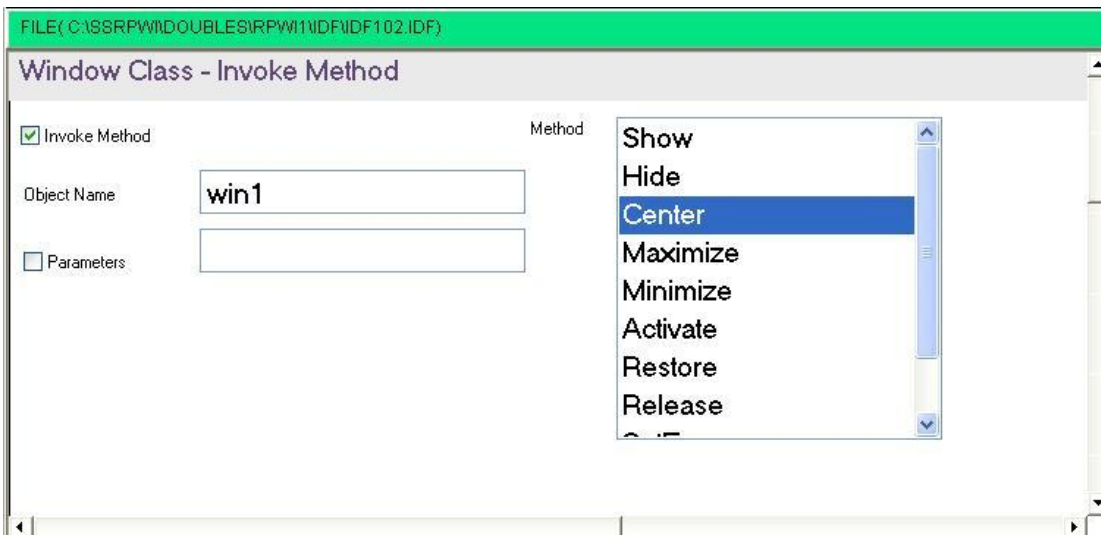 FILE( C:\SSRPWI\DOUBLES\RPWI1\IDF\IDF102.IDF)
Window Class - Invoke Method
Invoke Method
Object Name
win1
Parameters
Method
Show
Hide
Center
Maximize
Minimize
Activate
Restore
Release